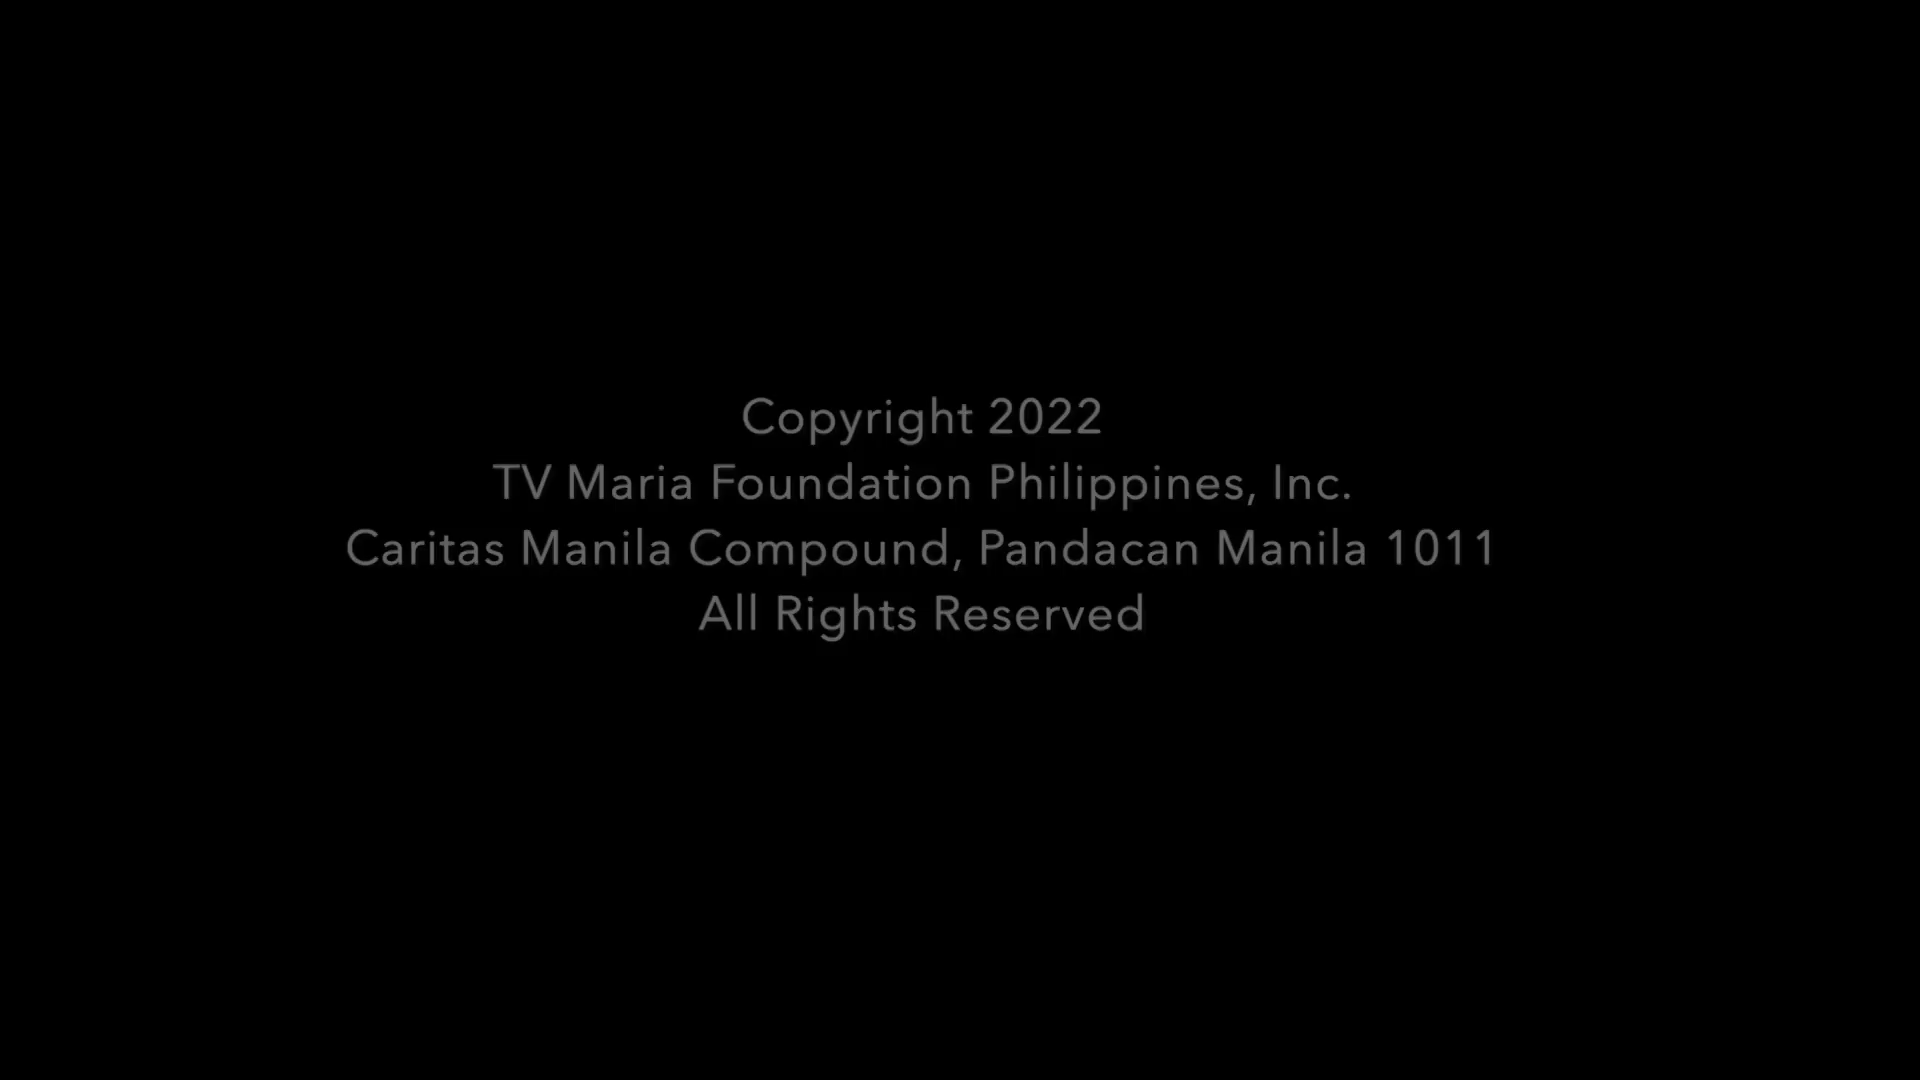 Copyright 2022
TV Maria Foundation Philippines, Inc.
Caritas Manila Compound, Pandacan Manila 1011
All Rights Reserved